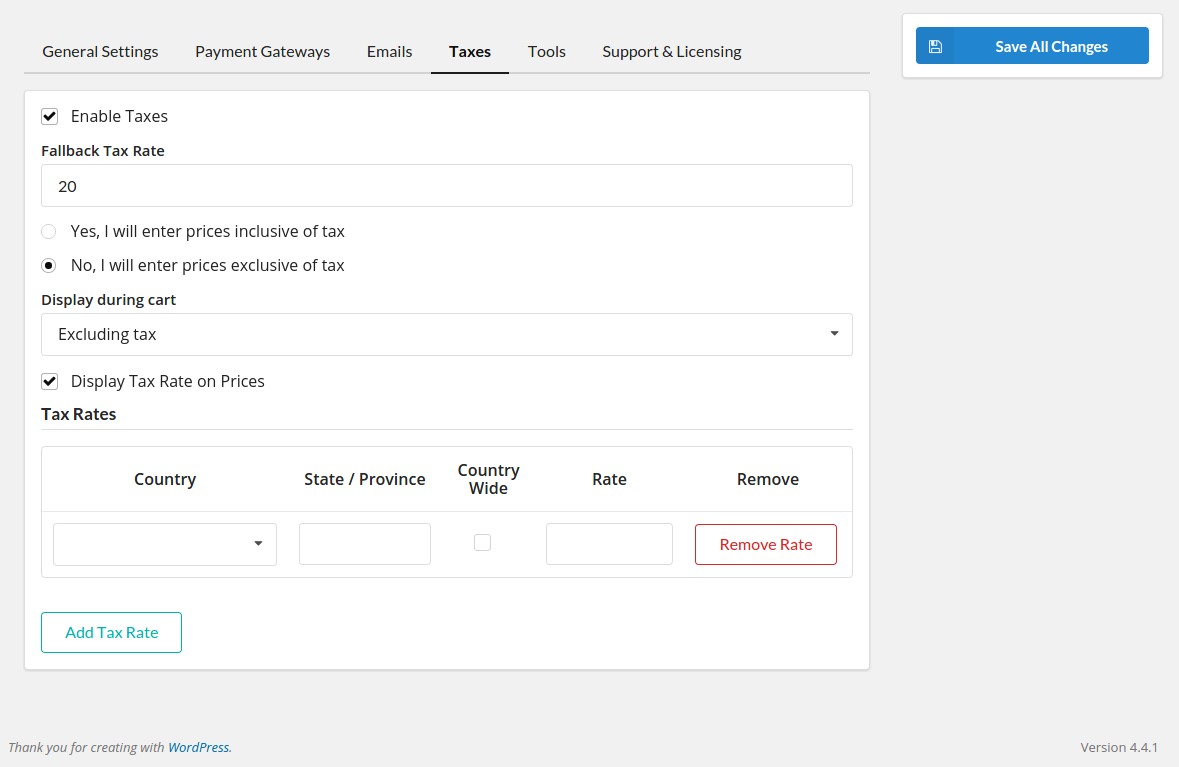 General Settings Payment Gateways Emails Taxes Tools Support & Licensing
Save All Changes
Enable Taxes
Fallback Tax Rate
20
Yes, I will enter prices inclusive of tax
No, I will enter prices exclusive of tax
Display during cart
Excluding tax
Display Tax Rate on Prices
Tax Rates
Country State / Province Country Wide Rate Remove
Remove Rate
Add Tax Rate
Thank you for creating with WordPress. Version 4.4.1